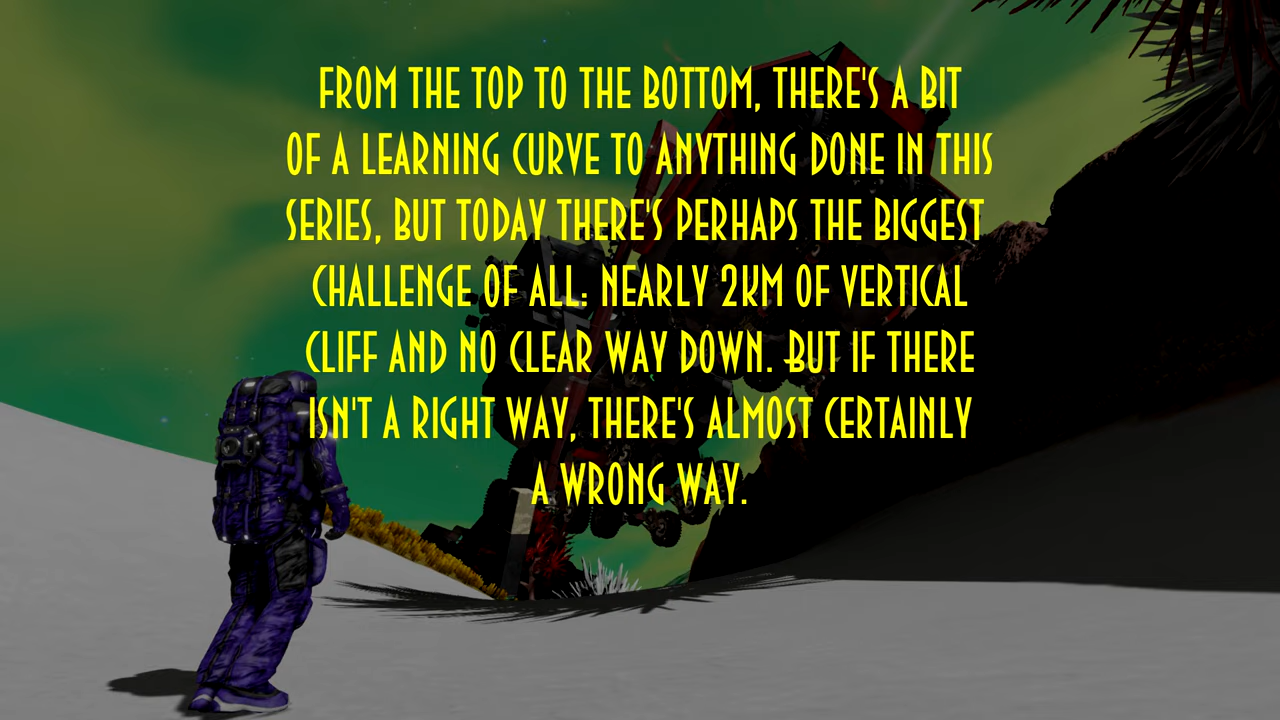 FROM THE TOP TO THE BOTTOM, THERE'S A BIT
OF A LEARNING CURVE TO ANYTHING DONE IN THIS
SERIES, BUT TODAY THERE'S PERHAPS THE BIGGEST
CHALLENGE OF ALL: NEARLY 2KM OF VERTICAL
CLIFF AND NO CLEAR WAY DOWN. BUT IF THERE
ISN'T A RIGHT WAY, THERE'S ALMOST CERTAINLY
A WRONG WAY.